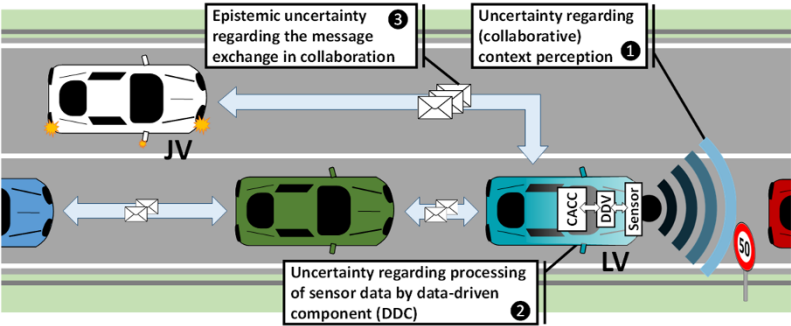 Epistemic uncertainty
regarding the message
exchange in collaboration
3
Uncertainty regarding
(collaborative)
context perception
1
JV
CACC
DDV
Sensor
LV
50
Uncertainty regarding processing
of sensor data by data-driven
component (DDC)
2